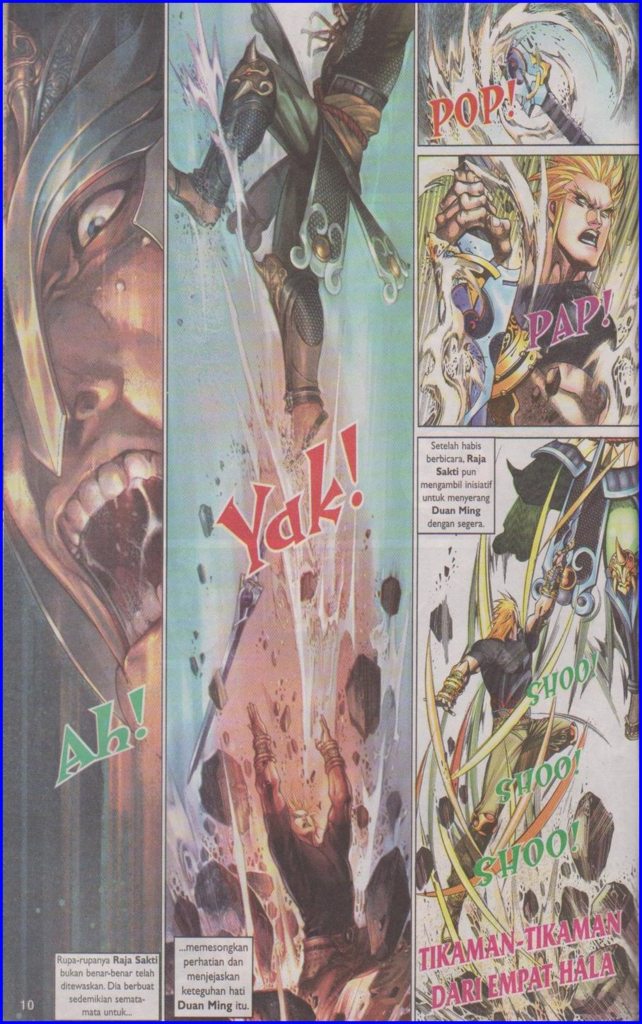 Ah!
Rupa-rupanya Raja Sakti
bukan benar-benar telah
ditewaskan. Dia berbuat
sedemikian semata-
mata untuk...
10
Yak!
...memesongkan
perhatian dan
menjejaskan
keteguhan hati
Duan Ming itu.
POP!
PAP!
Setelah habis
berbicara, Raja
Sakti pun
mengambil inisiatif
untuk menyerang
Duan Ming
dengan segera.
SHOO!
SHOO!
SHOO!
TIKAMAN-TIKAMAN
DARI EMPAT HALA